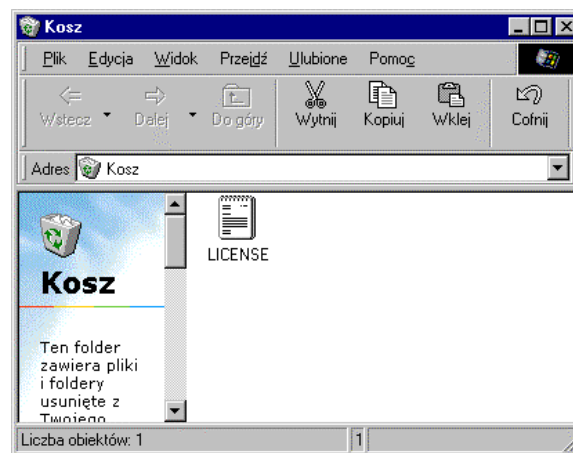 Kosz
Plik Edycja Widok Przejdź Ulubione Pomoc
Wstecz Dalej Do góry Wytnij Kopiuj Wklej Cofnij
Adres Kosz
LICENSE
Kosz
Ten folder
zawiera pliki
i foldery
usunięte z
Twojego
Liczba obiektów: 1 1